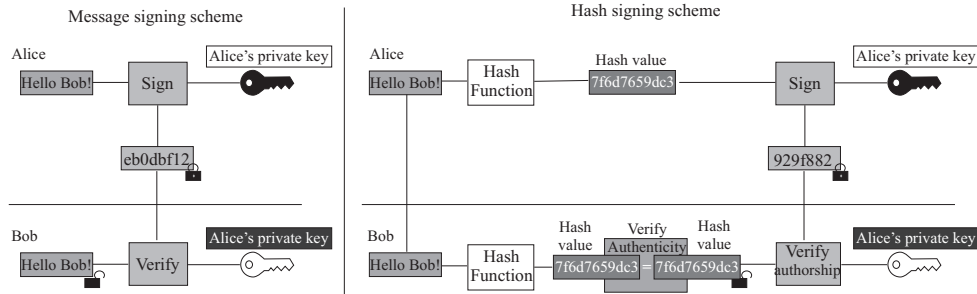 Message signing scheme
Alice
Alice's private key
Hello Bob!
Sign
eb0dbf12
Bob
Alice's private key
Hello Bob!
Verify
Hash signing scheme
Alice
Alice's private key
Hello Bob!
Hash
Function
Hash value
7f6d7659dc3
Sign
929f882
Bob
Hash
value
Verify
Hash
value
Alice's private key
Hello Bob!
Hash
Function
Authenticity
7f6d7659dc3 = 7f6d7659dc3
Verify
authorship